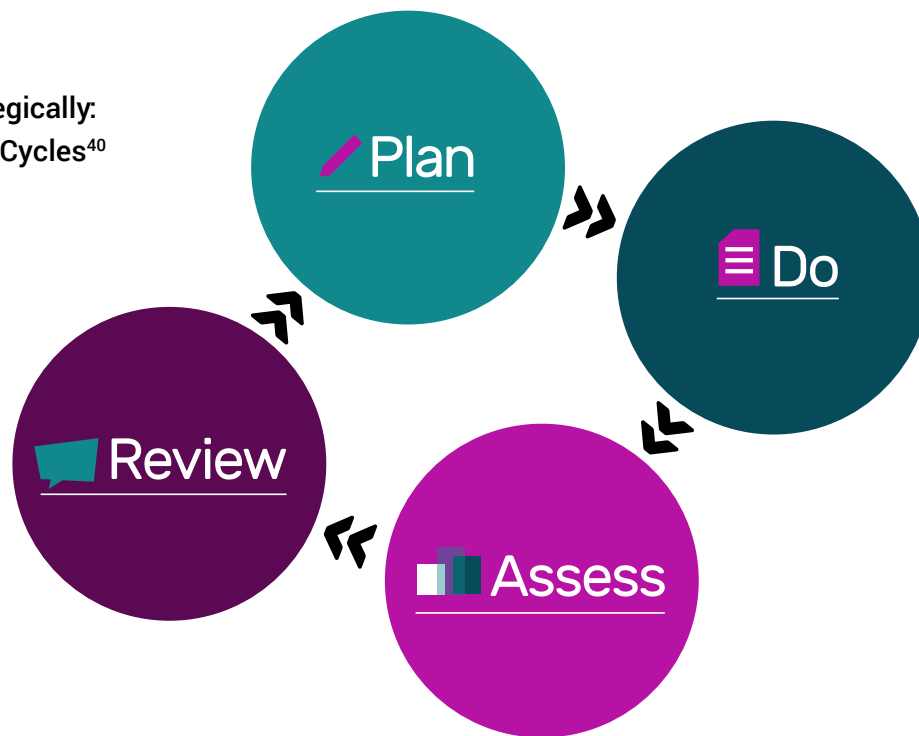 egically:
Cycles⁴⁰
Plan
Do
Assess
Review